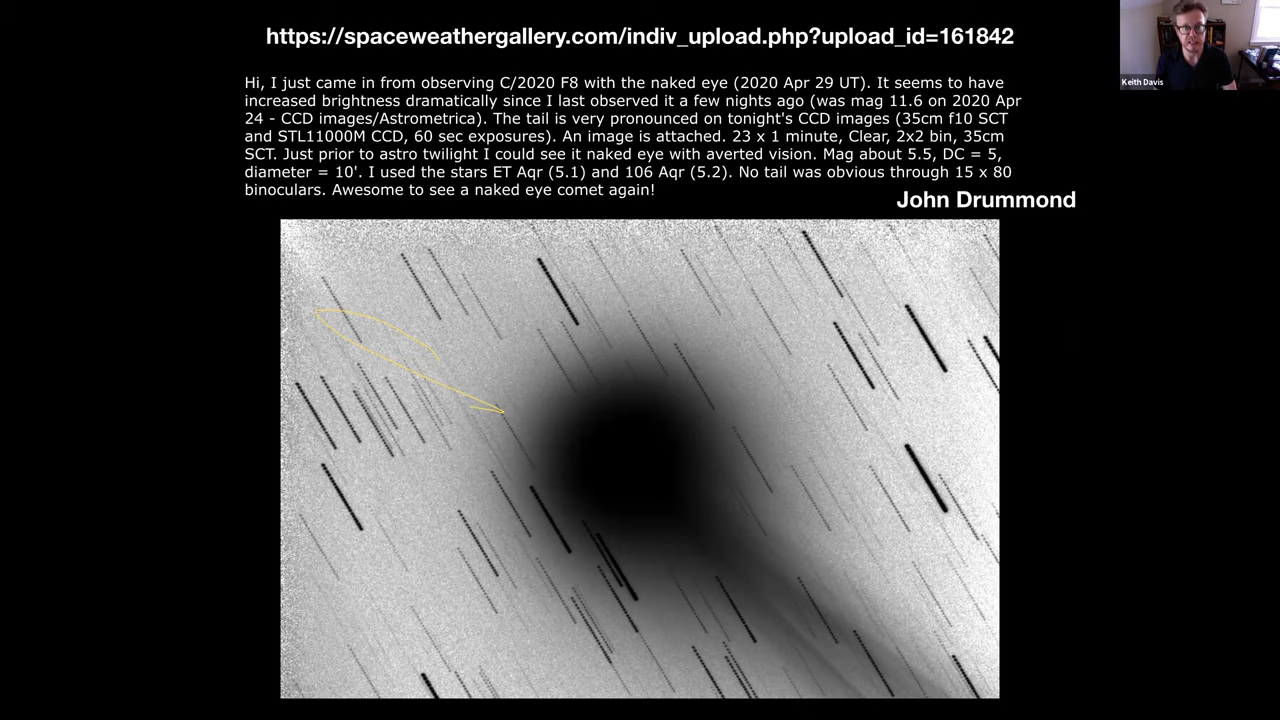 https://spaceweathergallery.com/indiv_upload.php?upload_id=161842
Keith Davis
Hi, I just came in from observing C/2020 F8 with the naked eye (2020 Apr 29 UT). It seems to have
increased brightness dramatically since I last observed it a few nights ago (was mag 11.6 on 2020 Apr
24 - CCD images/Astrometrica). The tail is very pronounced on tonight's CCD images (35cm f10 SCT
and STL11000M CCD, 60 sec exposures). An image is attached. 23 x 1 minute, Clear, 2x2 bin, 35cm
SCT. Just prior to astro twilight I could see it naked eye with averted vision. Mag about 5.5, DC = 5,
diameter = 10'. I used the stars ET Aqr (5.1) and 106 Aqr (5.2). No tail was obvious through 15 x 80
binoculars. Awesome to see a naked eye comet again!
John Drummond